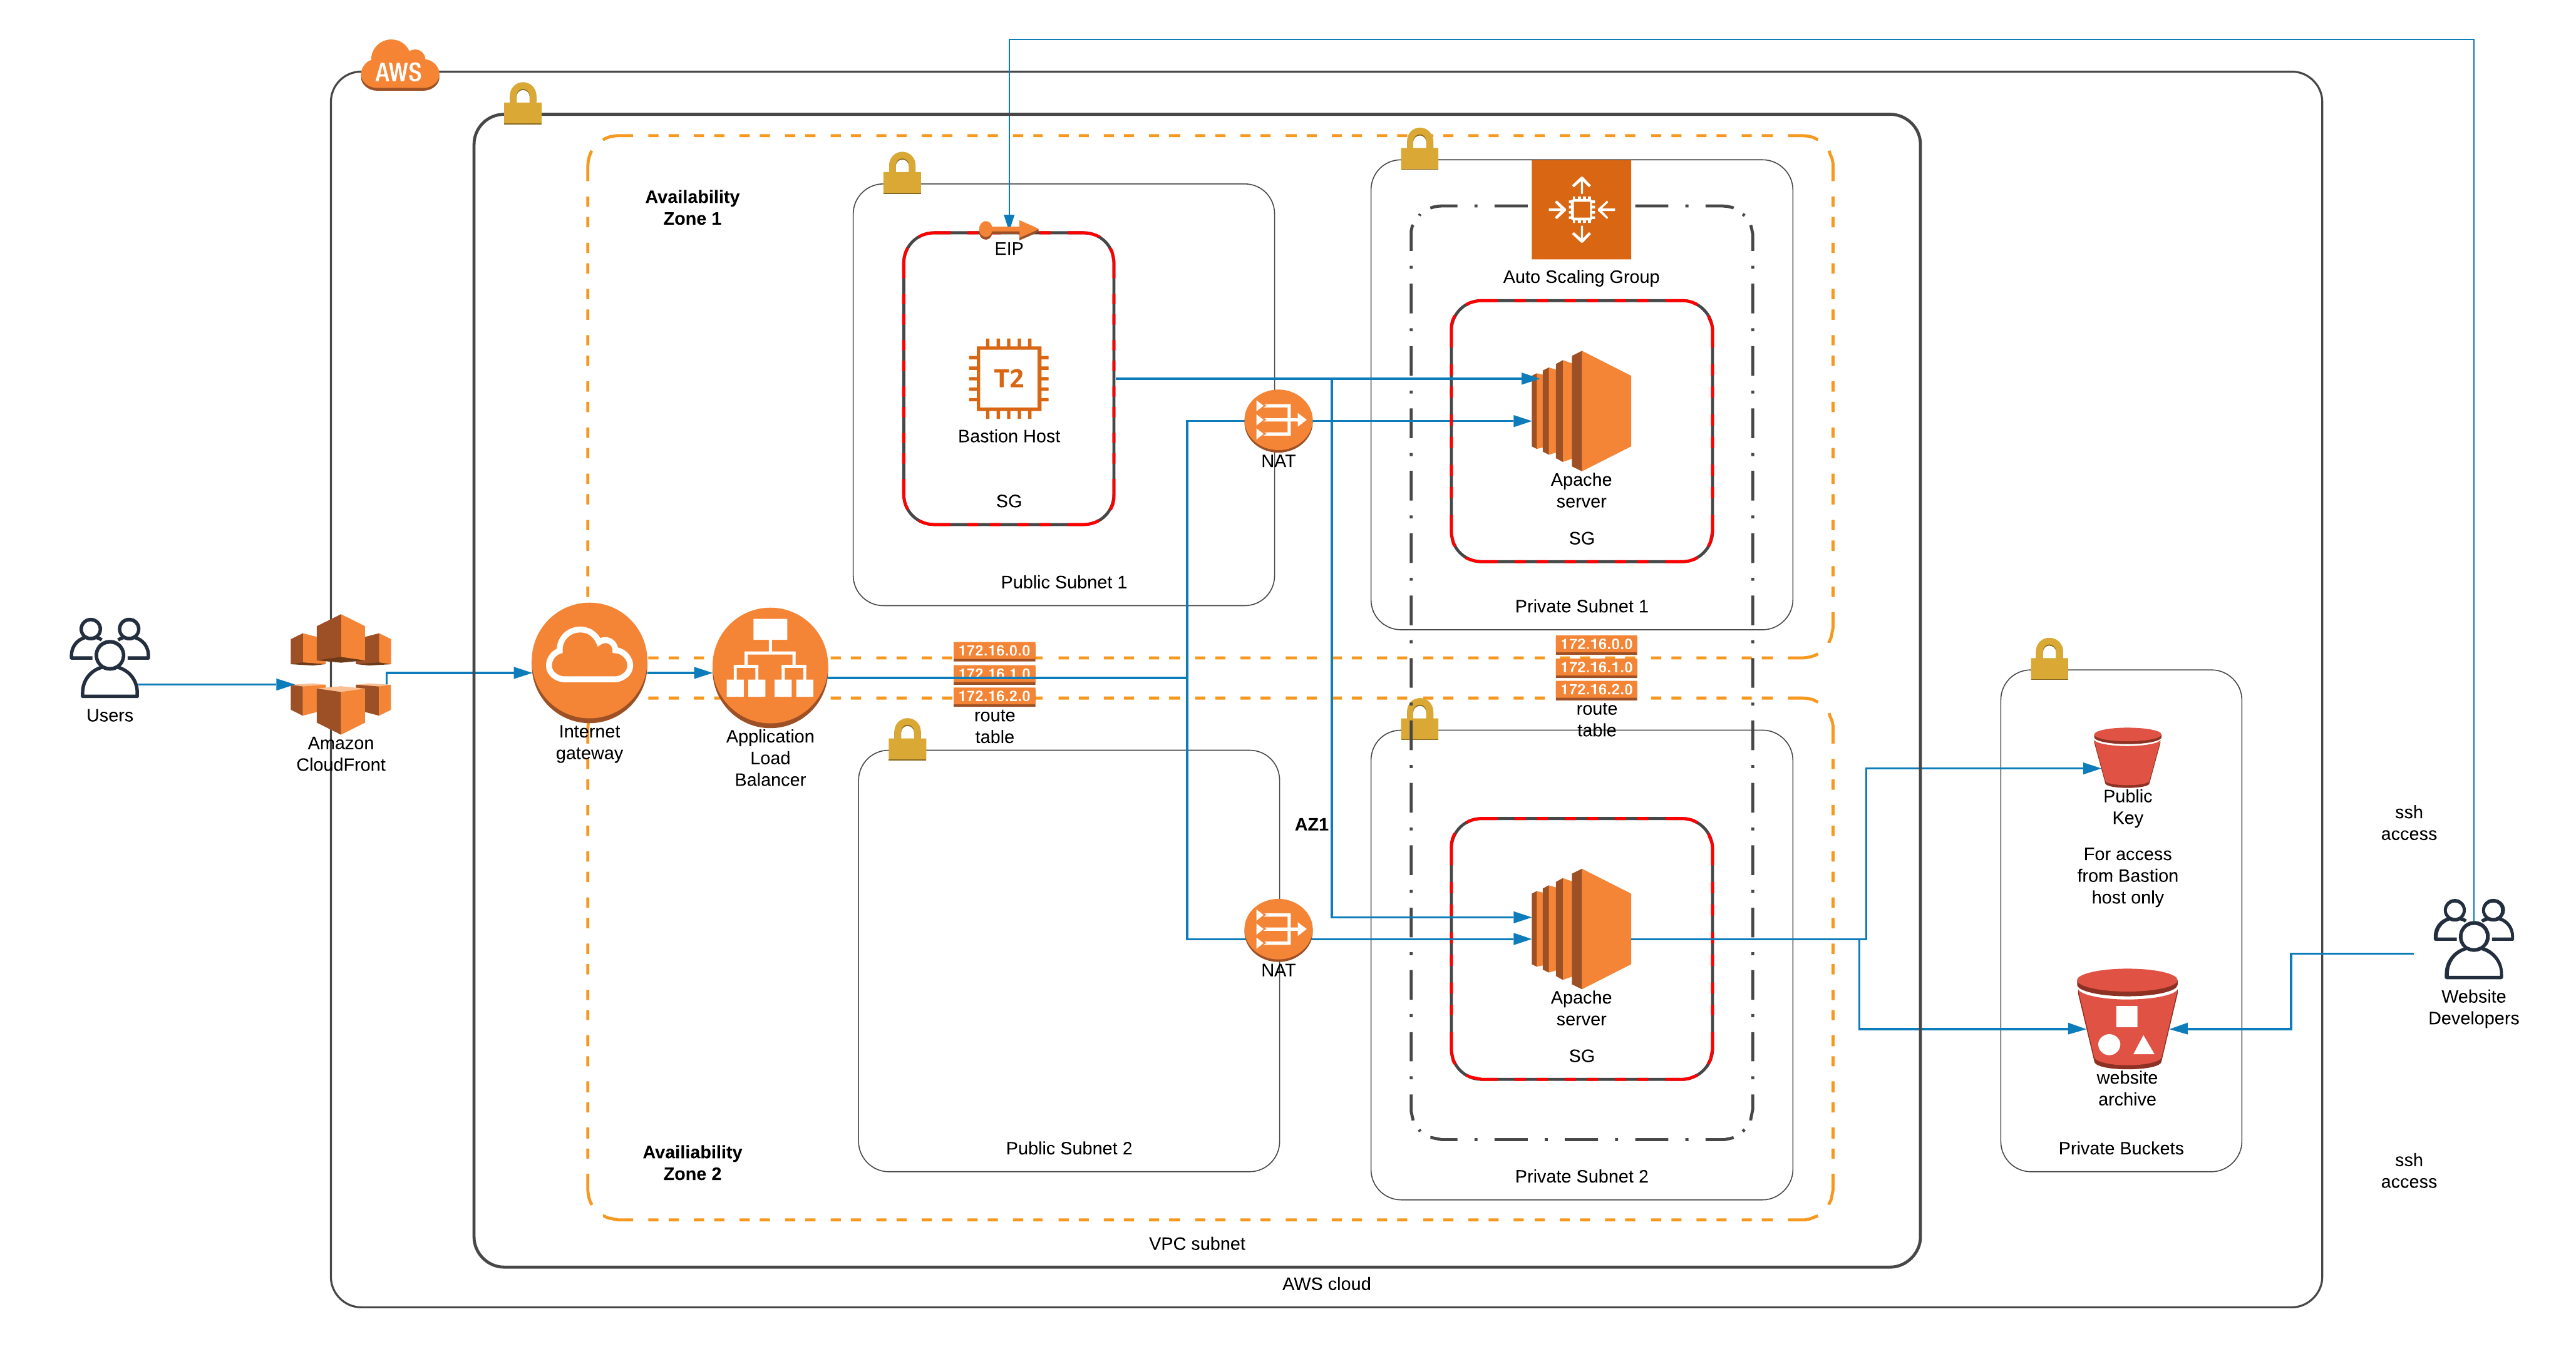 AWS
Availability
Zone 1
EIP
T2
Bastion Host
SG
Public Subnet 1
NAT
Auto Scaling Group
Apache
server
SG
Private Subnet 1
Users
Amazon
CloudFront
Internet
gateway
Application
Load
Balancer
172.16.0.0
172.16.1.0
172.16.2.0
route
table
172.16.0.0
172.16.1.0
172.16.2.0
route
table
AZ1
NAT
Public Subnet 2
Availiability
Zone 2
Apache
server
SG
Private Subnet 2
Public
Key
For access
from Bastion
host only
website
archive
Private Buckets
ssh
access
Website
Developers
ssh
access
VPC subnet
AWS cloud